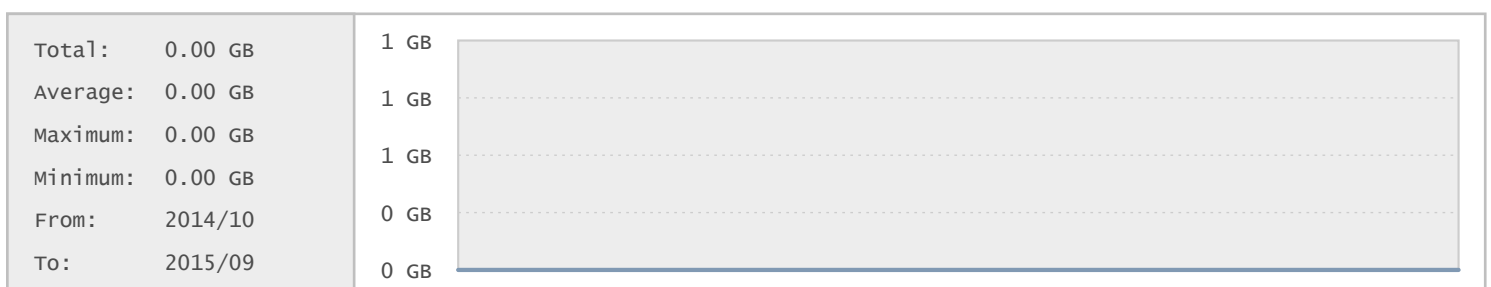 Total: 0.00 GB
Average: 0.00 GB
Maximum: 0.00 GB
Minimum: 0.00 GB
From: 2014/10
To: 2015/09
1 GB
1 GB
1 GB
0 GB
0 GB